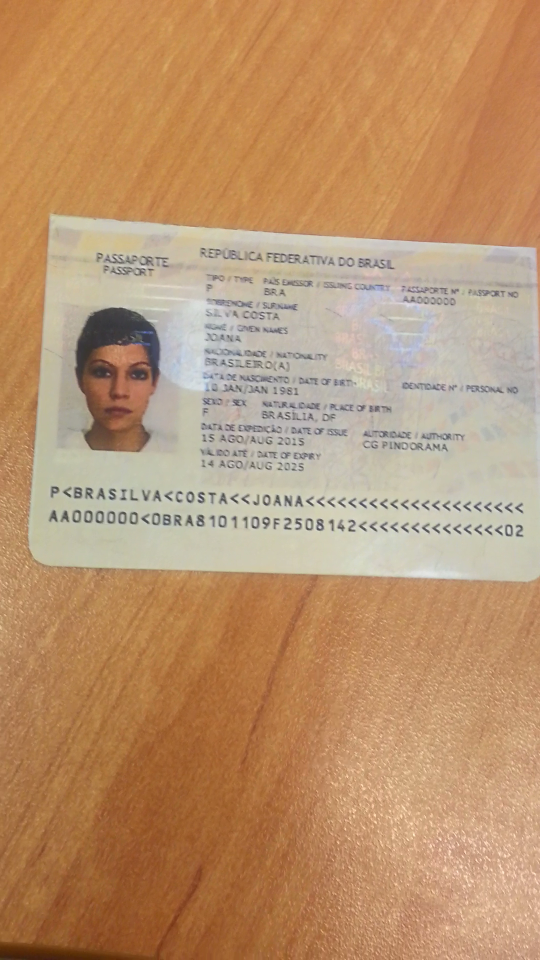 PASSAPORTE
PASSPORT
REPÚBLICA FEDERATIVA DO BRASIL
TIPO / TYPE PAÍS EMISSOR / ISSUING COUNTRY PASSAPORTE Nº / PASSPORT NO
P BRA AA000000
SOBRENOME / SURNAME
SILVA COSTA
NOME / GIVEN NAMES
JOANA
NACIONALIDADE / NATIONALITY
BRASILEIRO(A)
DATA DE NASCIMENTO / DATE OF BIRTH IDENTIDADE Nº / PERSONAL NO
10 JAN/JAN 1981
SEXO / SEX NATURALIDADE / PLACE OF BIRTH
F BRASÍLIA, DF
DATA DE EXPEDIÇÃO / DATE OF ISSUE AUTORIDADE / AUTHORITY
15 AGO/AUG 2015 CG PINDORAMA
VÁLIDO ATÉ / DATE OF EXPIRY
14 AGO/AUG 2025
P<BRASILVA<COSTA<<JOANA<<<<<<<<<<<<<<<<<<<<<
AA000000<0BRA8101109F2508142<<<<<<<<<<<<<<02